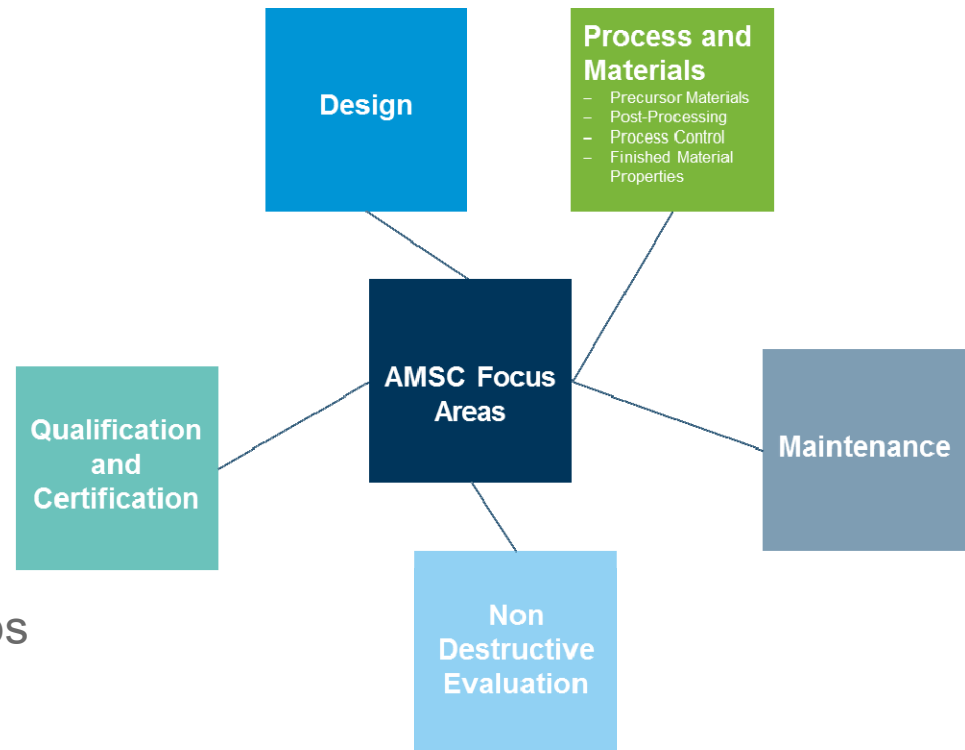 Design
Process and
Materials
– Precursor Materials
– Post-Processing
– Process Control
– Finished Material
Properties
AMSC Focus
Areas
Qualification
and
Certification
Maintenance
Non
Destructive
Evaluation